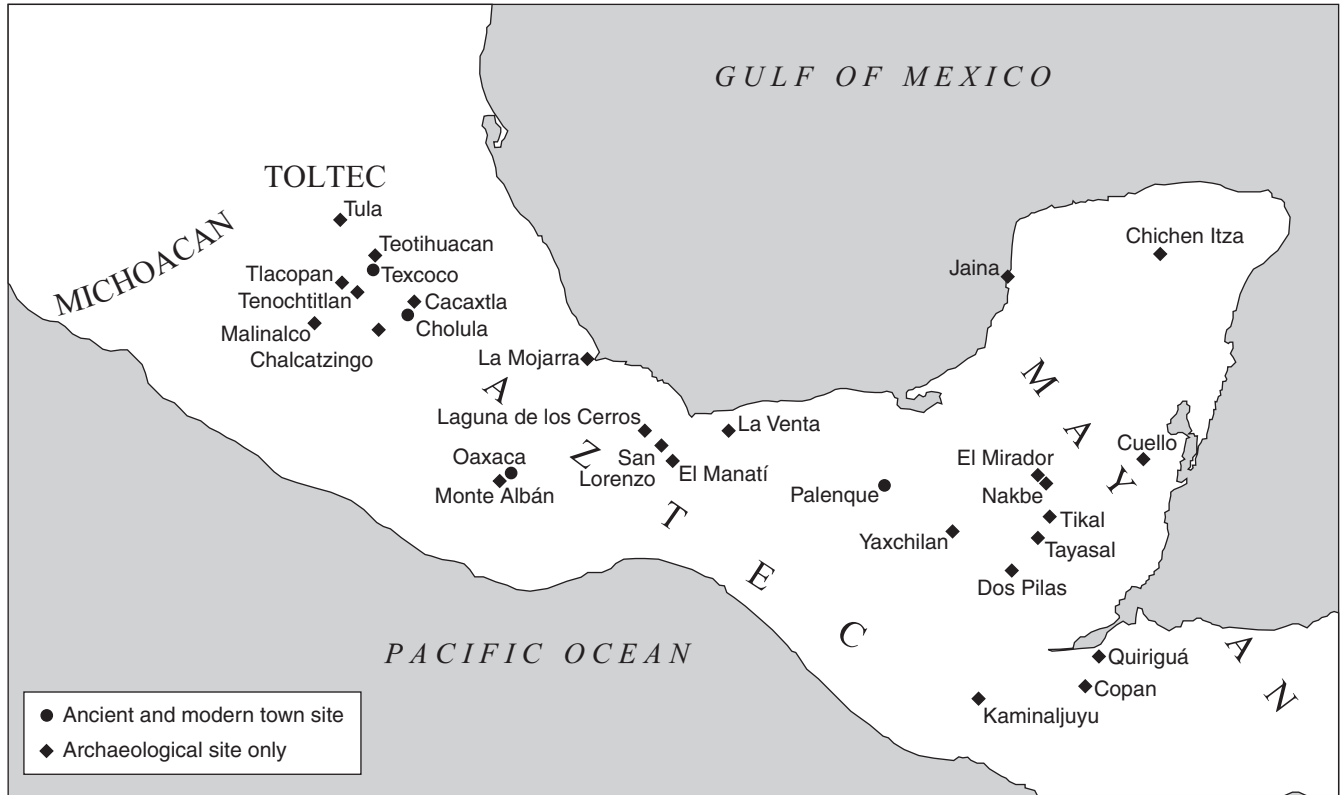 GULF OF MEXICO
TOLTEC
MICHOACAN
Tula
Teotihuacan
Texcoco
Tlacopan
Tenochtitlan
Cacaxtla
Cholula
Malinalco
Chalcatzingo
Chichen Itza
Jaina
La Mojarra
AZTEC
MAYAN
Laguna de los Cerros
La Venta
San
Lorenzo
El Manatí
Oaxaca
Monte Albán
Palenque
Yaxchilan
El Mirador
Nakbe
Cuello
Tikal
Tayasal
Dos Pilas
PACIFIC OCEAN
Quiriguá
Copan
Kaminaljuyu
Ancient and modern town site
Archaeological site only